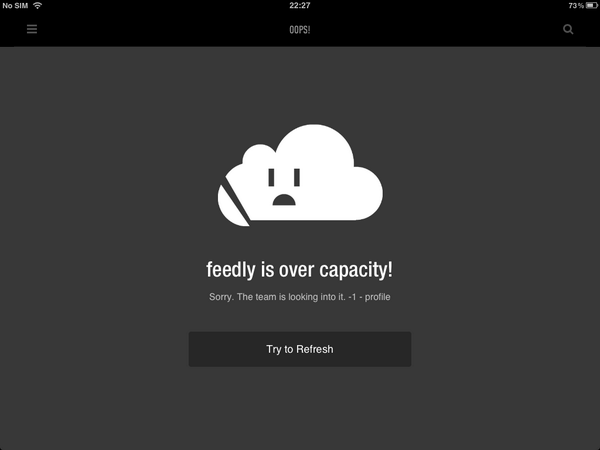 No SIM 22:27 73%
OOPS!
feedly is over capacity!
Sorry. The team is looking into it. -1 - profile
Try to Refresh